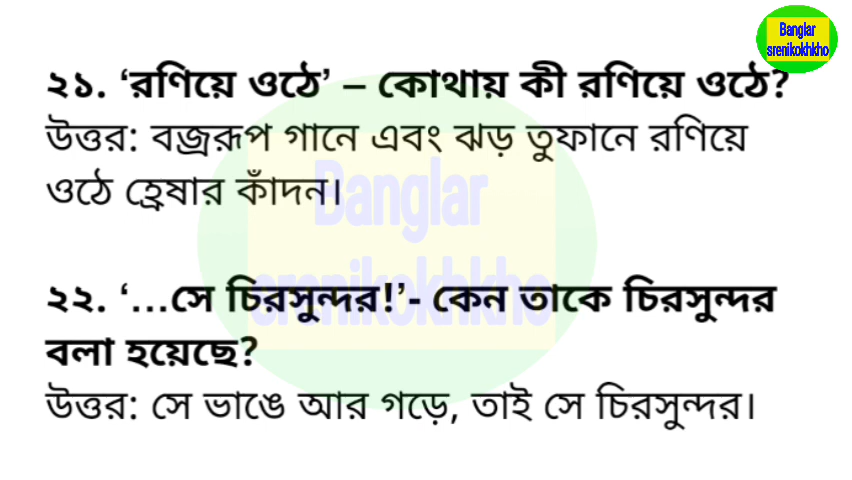 Banglar
srenikokhkho
২১. ‘রণিয়ে ওঠে’ – কোথায় কী রণিয়ে ওঠে?
উত্তর: বজ্ররূপ গানে এবং ঝড় তুফানে রণিয়ে
ওঠে হ্রেষার কাঁদন।
Banglar
srenikokhkho
২২. ‘...সে চিরসুন্দর!’- কেন তাকে চিরসুন্দর
বলা হয়েছে?
উত্তর: সে ভাঙে আর গড়ে, তাই সে চিরসুন্দর।